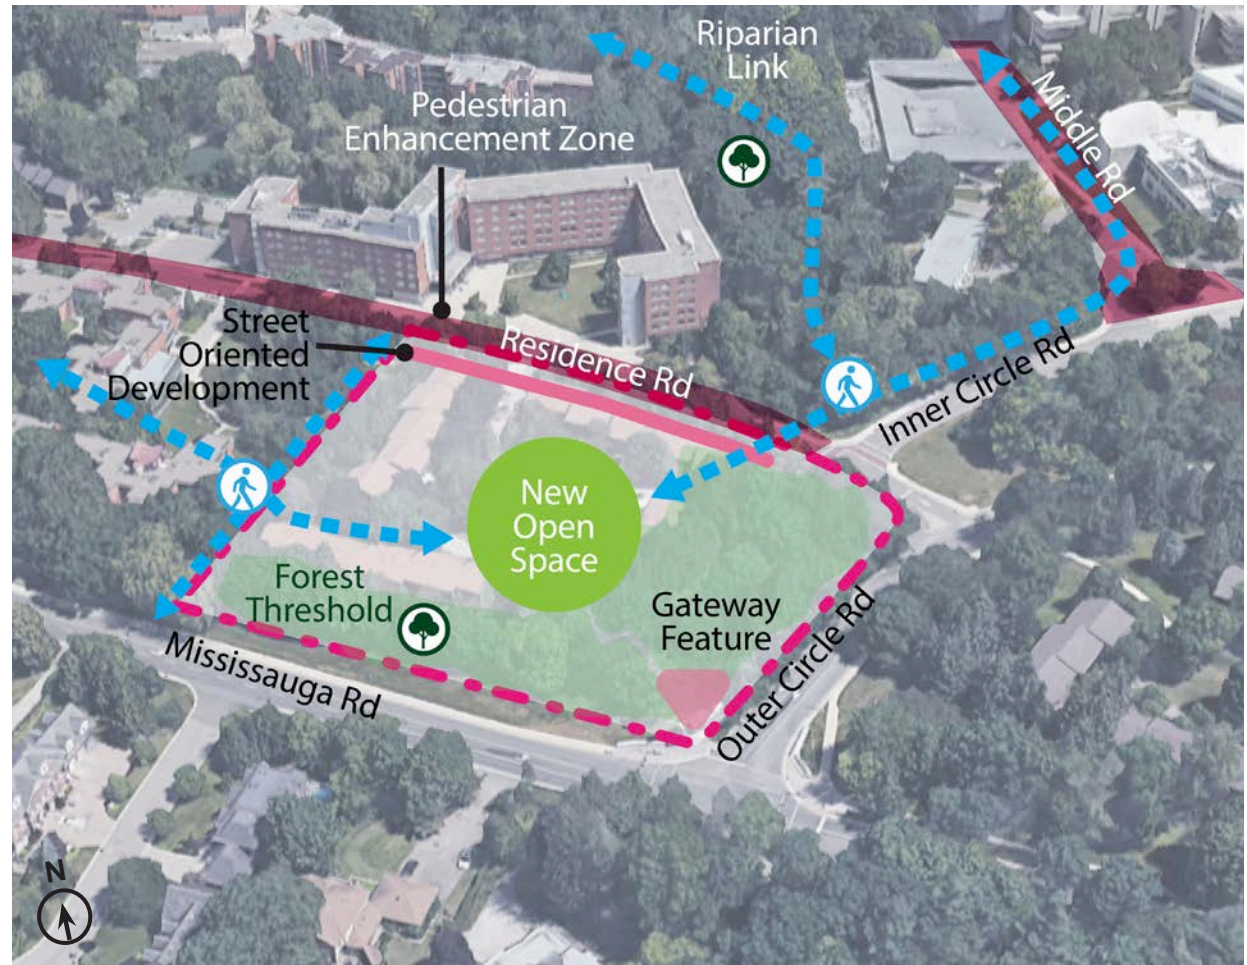 Riparian
Link
Pedestrian
Enhancement Zone
Middle Rd
Street
Oriented
Development
Residence Rd
Inner Circle Rd
New
Open
Space
Forest
Threshold
Gateway
Feature
Mississauga Rd
Outer Circle Rd
N